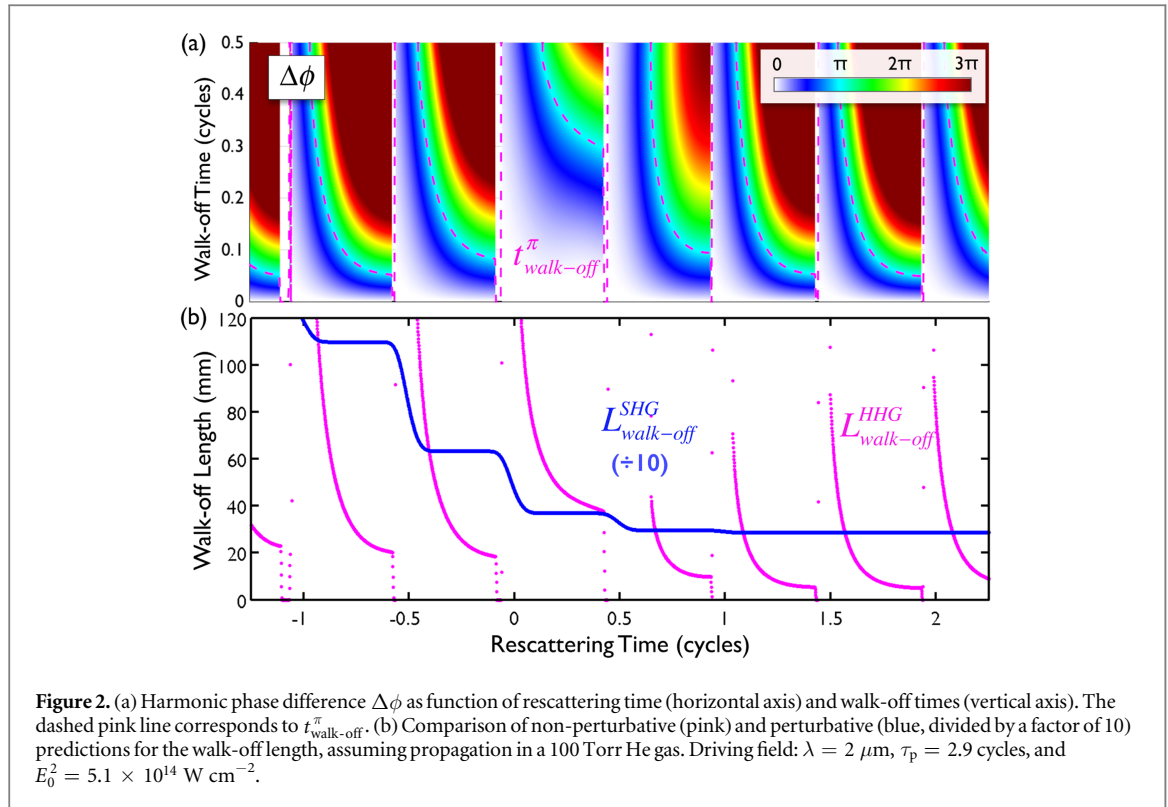 (a)
0.5
0.4
0.3
0.2
0.1
0
Walk-off Time (cycles)
Δϕ
0 π 2π 3π
t^π_walk-off
(b)
120
100
80
60
40
20
0
Walk-off Length (mm)
L^SHG_walk-off
(÷10)
L^HHG_walk-off
-1 -0.5 0 0.5 1 1.5 2
Rescattering Time (cycles)
Figure 2. (a) Harmonic phase difference Δϕ as function of rescattering time (horizontal axis) and walk-off times (vertical axis). The
dashed pink line corresponds to t^π_walk-off. (b) Comparison of non-perturbative (pink) and perturbative (blue, divided by a factor of 10)
predictions for the walk-off length, assuming propagation in a 100 Torr He gas. Driving field: λ = 2 μm, τ_p = 2.9 cycles, and
E_0^2 = 5.1 × 10^14 W cm^−2.